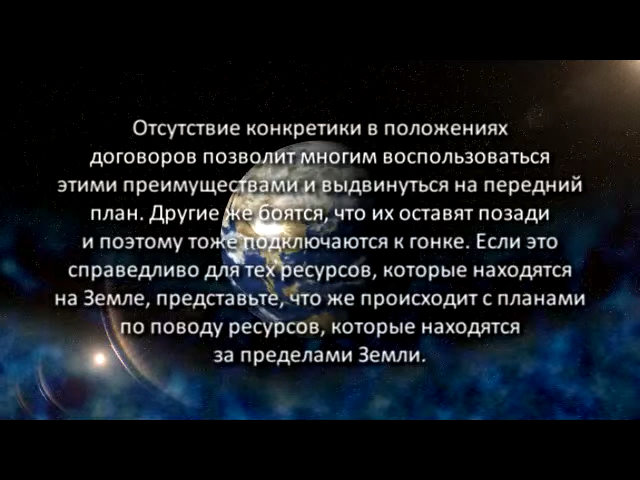 Отсутствие конкретики в положениях
договоров позволит многим воспользоваться
этими преимуществами и выдвинуться на передний
план. Другие же боятся, что их оставят позади
и поэтому тоже подключаются к гонке. Если это
справедливо для тех ресурсов, которые находятся
на Земле, представьте, что же происходит с планами
по поводу ресурсов, которые находятся
за пределами Земли.